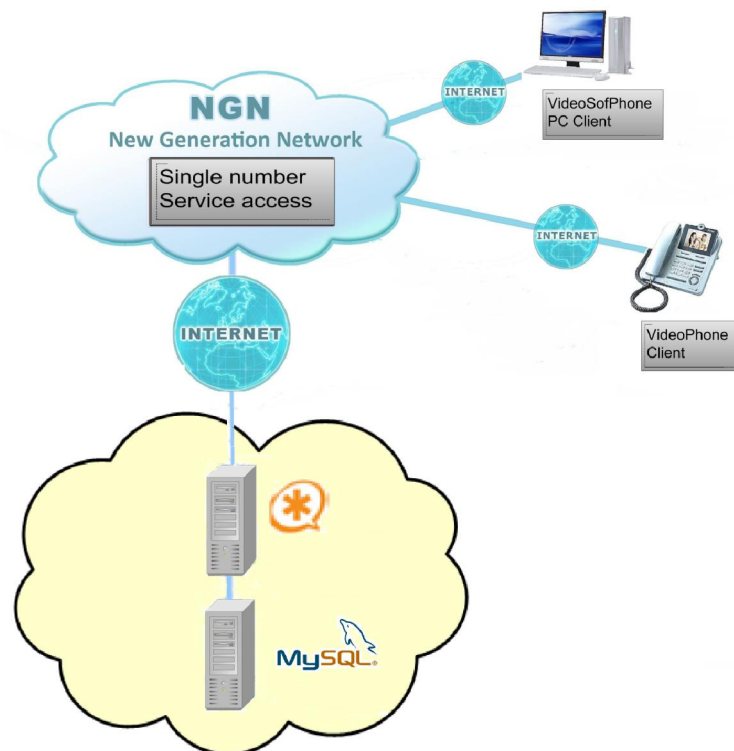 NGN
New Generation Network
Single number
Service access
INTERNET
VideoSofPhone
PC Client
INTERNET
VideoPhone
Client
INTERNET
MySQL®